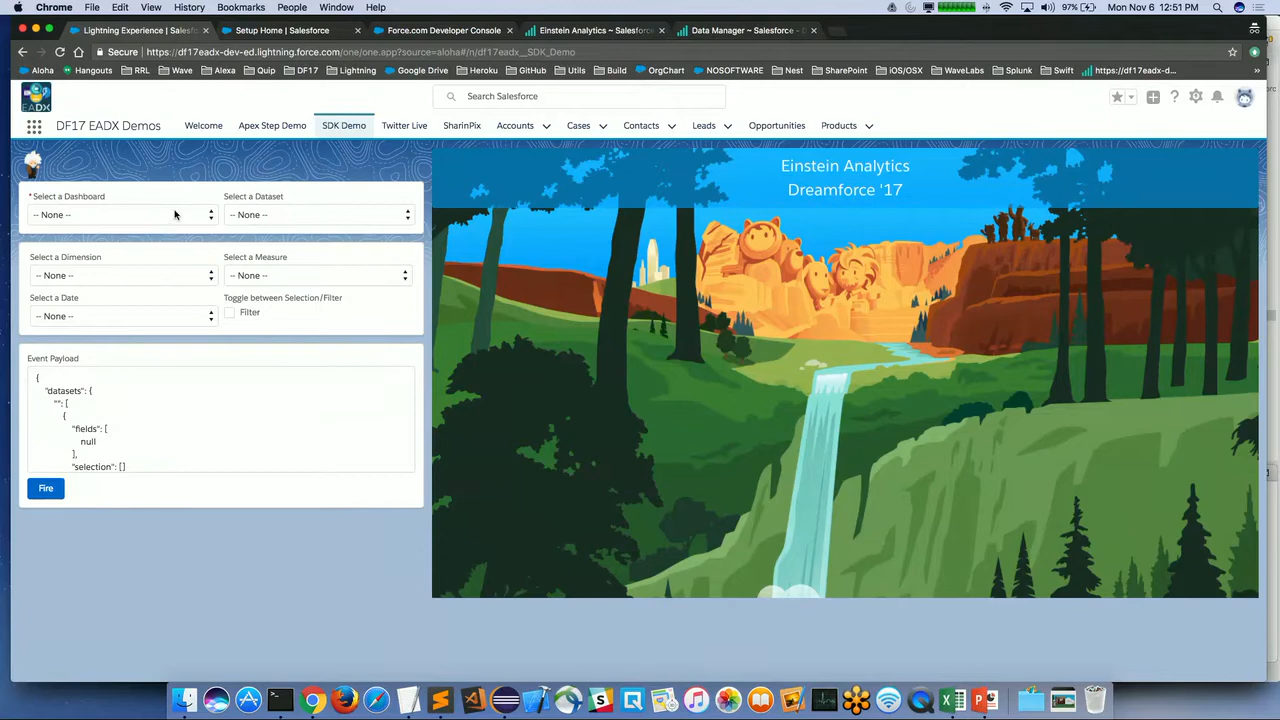 Chrome File Edit View History Bookmarks People Window Help 97% Mon Nov 6 12:51 PM
Lightning Experience | Salesfo Setup Home | Salesforce Force.com Developer Console Einstein Analytics ~ Salesforce Data Manager ~ Salesforce - D
Secure https://df17eadx-dev-ed.lightning.force.com/one/one.app?source=aloha#/n/df17eadx__SDK_Demo
Aloha Hangouts RRL Wave Alexa Quip DF17 Lightning Google Drive Heroku GitHub Utils Build OrgChart NOSOFTWARE Nest SharePoint iOS/OSX WaveLabs Splunk Swift https://df17eadx-d...
EADX
Search Salesforce
DF17 EADX Demos Welcome Apex Step Demo SDK Demo Twitter Live SharinPix Accounts Cases Contacts Leads Opportunities Products
* Select a Dashboard Select a Dataset
-- None -- -- None --
Select a Dimension Select a Measure
-- None -- -- None --
Select a Date Toggle between Selection/Filter
-- None -- Filter
Event Payload
{
"datasets": {
"": [
{
"fields": [
null
],
"selection": []
Fire
Einstein Analytics
Dreamforce '17